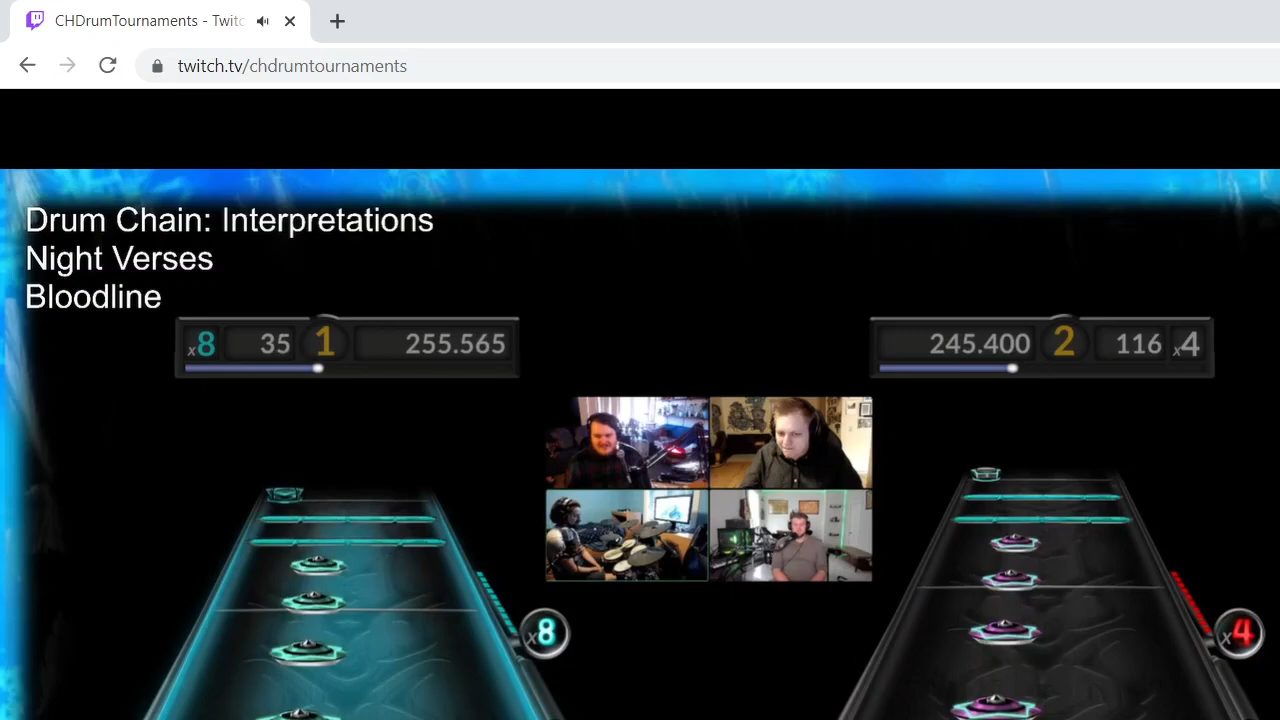 CHDrumTournaments - Twitc
twitch.tv/chdrumtournaments
Drum Chain: Interpretations
Night Verses
Bloodline
x8 35 1 255.565
245.400 2 116 x4
x8
x4